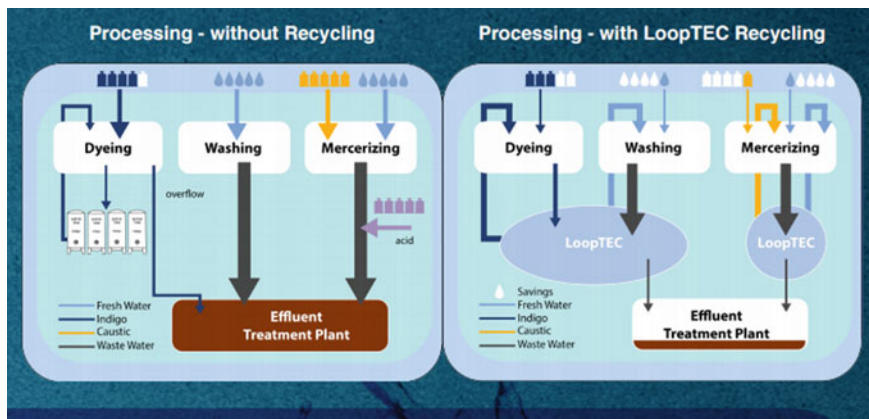 Processing - without Recycling
Dyeing
Washing
Mercerizing
overflow
acid
Fresh Water
Indigo
Caustic
Waste Water
Effluent
Treatment Plant
Processing - with LoopTEC Recycling
Dyeing
Washing
Mercerizing
LoopTEC
LoopTEC
Savings
Fresh Water
Indigo
Caustic
Waste Water
Effluent
Treatment Plant